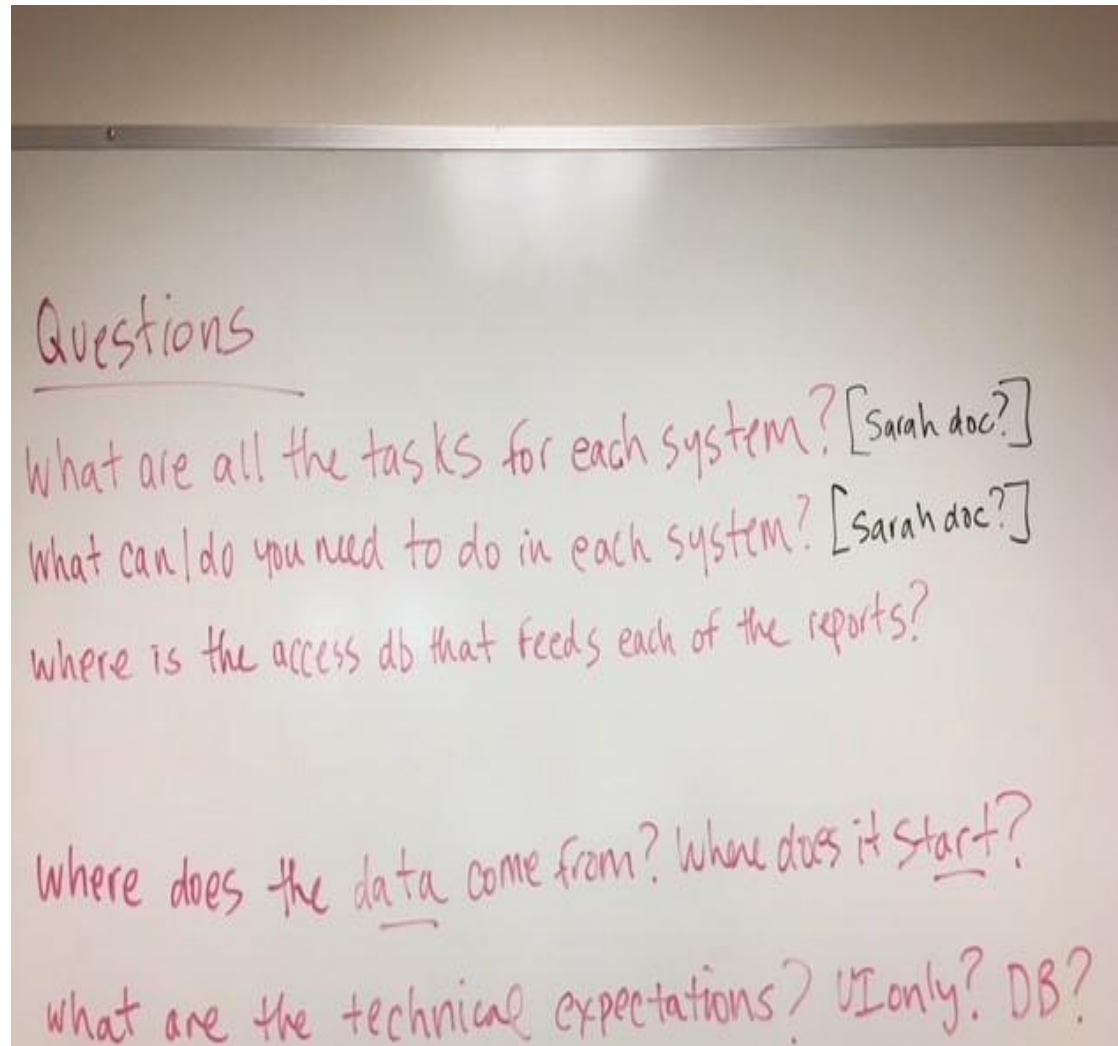 Questions
What are all the tasks for each system? [Sarah doc?]
What can/do you need to do in each system? [Sarah doc?]
where is the access db that feeds each of the reports?
where does the data come from? Where does it start?
what are the technical expectations? UI only? DB?